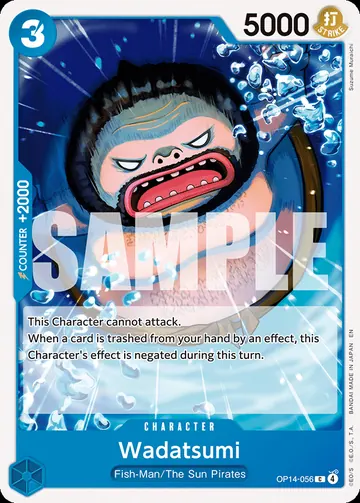 3
5000
打
STRIKE
Suzume Muraichi
COUNTER +2000
SAMPLE
This Character cannot attack.
When a card is trashed from your hand by an effect, this
Character's effect is negated during this turn.
CHARACTER
Wadatsumi
Fish-Man/The Sun Pirates
OP14-056 C 4
©E.O./S. ©E.O./S., T.A. BANDAI MADE IN JAPAN EN